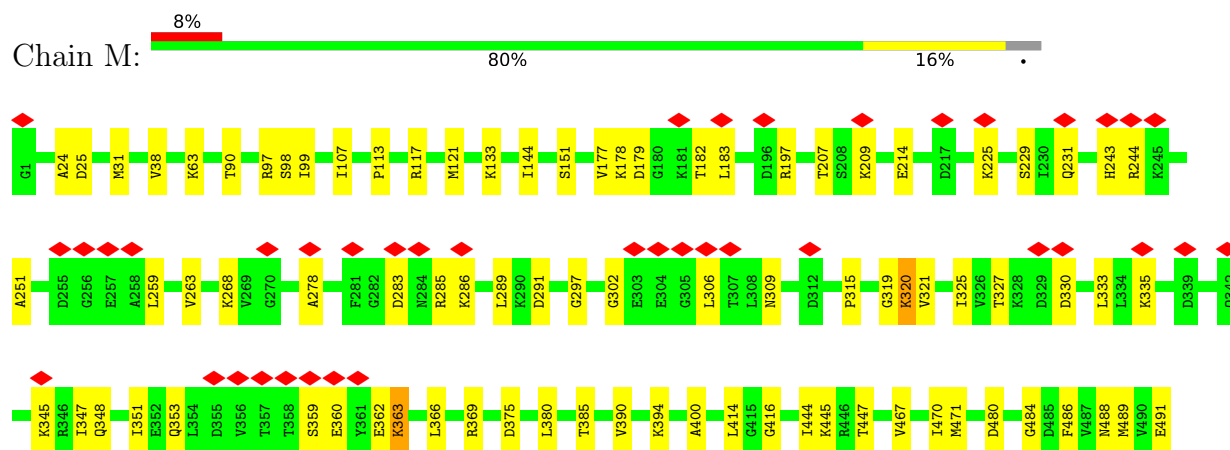 8%
Chain M:
80% 16% •
G1 A24 D25 M31 V38 K63 T90 R97 S98 I99 I107 P113 R117 M121 K133 I144 S151 V177 K178 D179 G180 K181 T182 L183 D196 R197 T207 S208 K209 E214 D217 K225 S229 I230 Q231 H243 R244 K245
A251 D255 G256 E257 A258 L259 V263 K268 V269 G270 A278 F281 G282 D283 N284 R285 K286 L289 K290 D291 G297 G302 E303 E304 G305 L306 T307 L308 N309 D312 P315 G319 K320 V321 I325 V326 T327 K328 D329 D330 L333 L334 K335 D339
K345 R346 I347 Q348 I351 E352 Q353 L354 D355 V356 T357 T358 S359 E360 Y361 E362 K363 L366 R369 D375 L380 T385 V390 K394 A400 L414 G415 G416 I444 K445 R446 T447 V467 I470 M471 D480 G484 D485 F486 V487 N488 M489 V490 E491